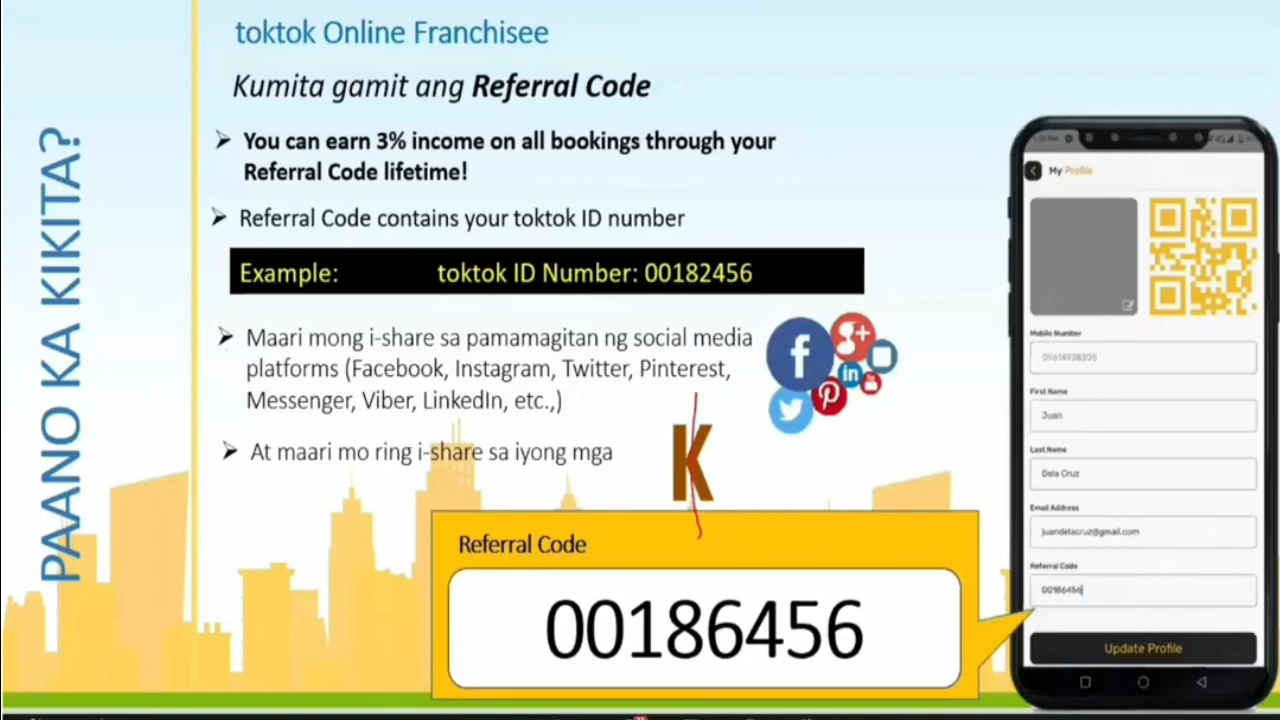 toktok Online Franchisee
Kumita gamit ang Referral Code
PAANO KA KIKITA?
You can earn 3% income on all bookings through your
Referral Code lifetime!
Referral Code contains your toktok ID number
Example: toktok ID Number: 00182456
Maari mong i-share sa pamamagitan ng social media
platforms (Facebook, Instagram, Twitter, Pinterest,
Messenger, Viber, LinkedIn, etc.,)
At maari mo ring i-share sa iyong mga
K
Referral Code
00186456
My Profile
Mobile Number
09614938305
First Name
Juan
Last Name
Dela Cruz
Email Address
juandelacruz@gmail.com
Referral Code
00186456
Update Profile